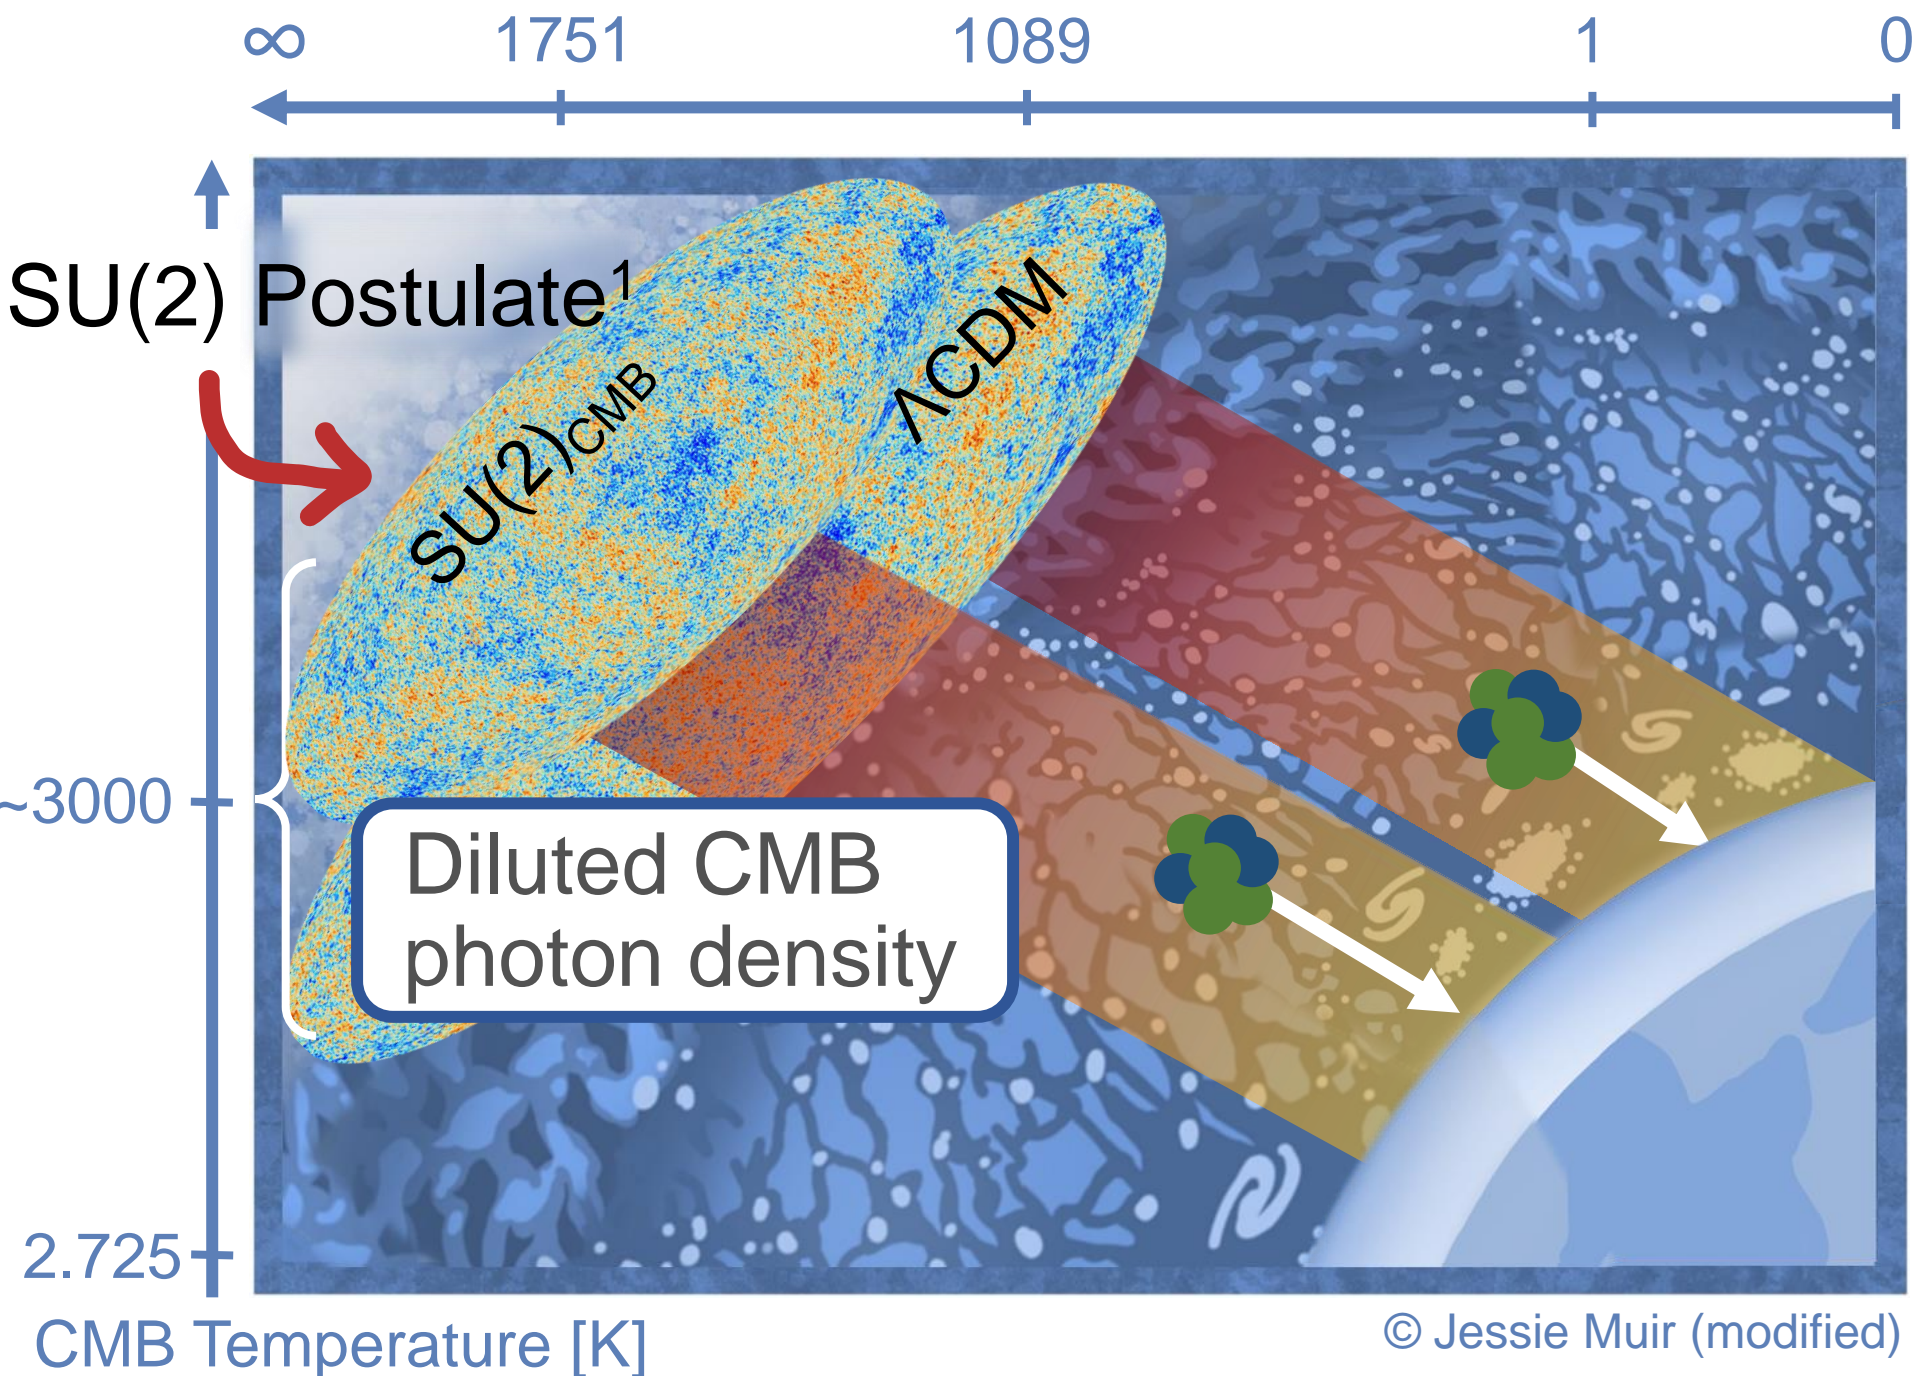 ∞ 1751 1089 1 0
SU(2) Postulate¹
SU(2)CMB
ΛCDM
~3000
Diluted CMB
photon density
2.725
CMB Temperature [K]
© Jessie Muir (modified)